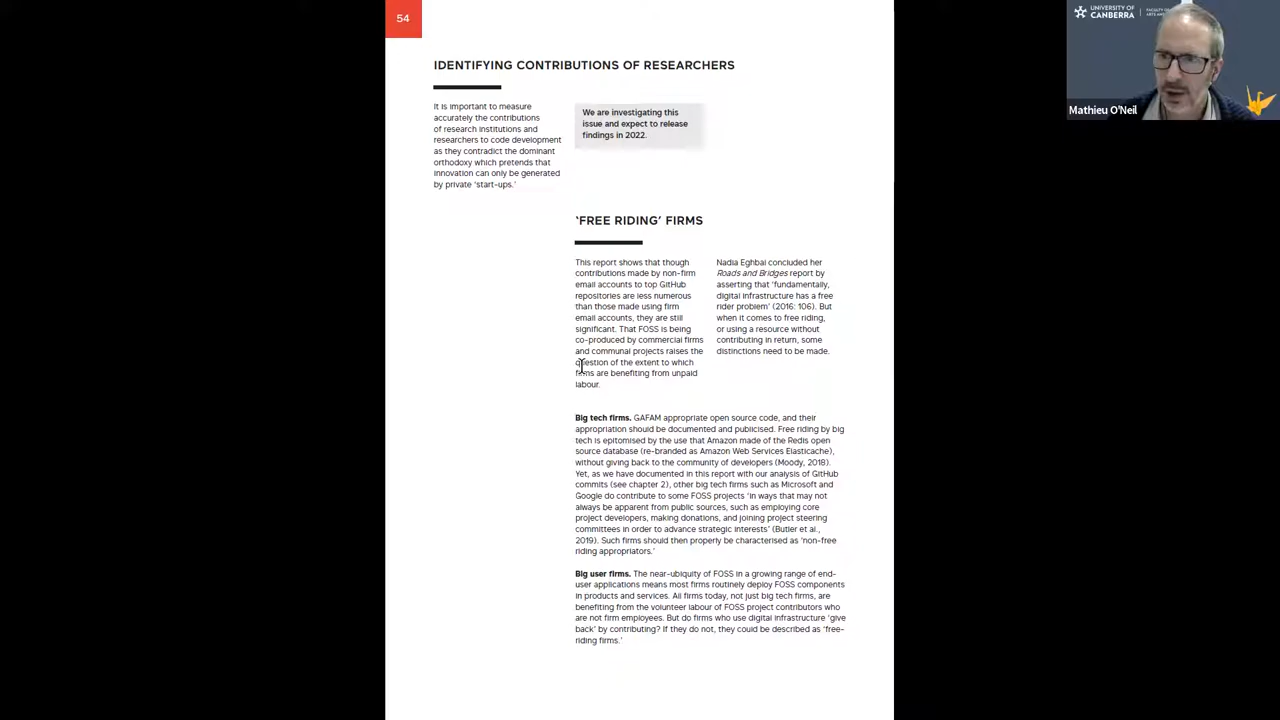 54
IDENTIFYING CONTRIBUTIONS OF RESEARCHERS
It is important to measure
accurately the contributions
of research institutions and
researchers to code development
as they contradict the dominant
orthodoxy which pretends that
innovation can only be generated
by private 'start-ups.'
We are investigating this
issue and expect to release
findings in 2022.
'FREE RIDING' FIRMS
This report shows that though
contributions made by non-firm
email accounts to top GitHub
repositories are less numerous
than those made using firm
email accounts, they are still
significant. That FOSS is being
co-produced by commercial firms
and communal projects raises the
question of the extent to which
firms are benefiting from unpaid
labour.
Nadia Eghbal concluded her
Roads and Bridges report by
asserting that 'fundamentally,
digital infrastructure has a free
rider problem' (2016: 106). But
when it comes to free riding,
or using a resource without
contributing in return, some
distinctions need to be made.
Big tech firms. GAFAM appropriate open source code, and their
appropriation should be documented and publicised. Free riding by big
tech is epitomised by the use that Amazon made of the Redis open
source database (re-branded as Amazon Web Services Elasticache),
without giving back to the community of developers (Moody, 2018).
Yet, as we have documented in this report with our analysis of GitHub
commits (see chapter 2), other big tech firms such as Microsoft and
Google do contribute to some FOSS projects 'in ways that may not
always be apparent from public sources, such as employing core
project developers, making donations, and joining project steering
committees in order to advance strategic interests' (Butler et al.,
2019). Such firms should then properly be characterised as 'non-free
riding appropriators.'
Big user firms. The near-ubiquity of FOSS in a growing range of end-
user applications means most firms routinely deploy FOSS components
in products and services. All firms today, not just big tech firms, are
benefiting from the volunteer labour of FOSS project contributors who
are not firm employees. But do firms who use digital infrastructure 'give
back' by contributing? If they do not, they could be described as 'free-
riding firms.'
UNIVERSITY OF
CANBERRA
FACULTY OF
Mathieu O'Neil